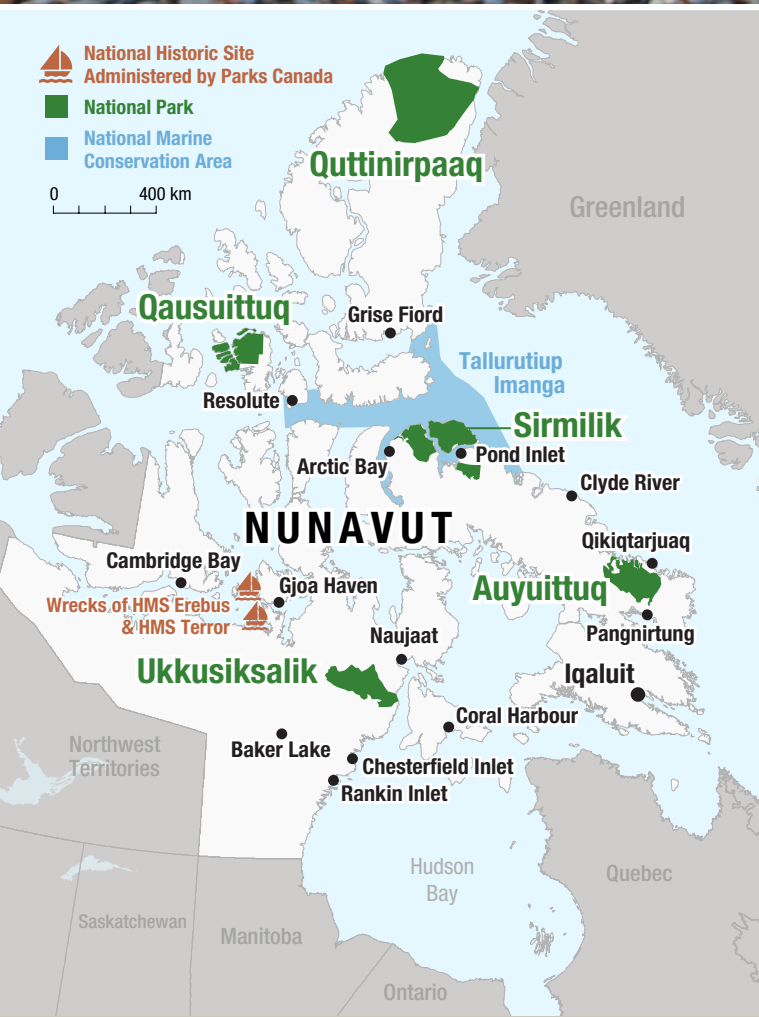 National Historic Site
Administered by Parks Canada
National Park
National Marine
Conservation Area
0 400 km
Quttinirpaaq
Greenland
Qausuittuq
Grise Fiord
Tallurutiup
Imanga
Resolute
Sirmilik
Arctic Bay
Pond Inlet
Clyde River
NUNAVUT
Qikiqtarjuaq
Cambridge Bay
Gjoa Haven
Auyuittuq
Wrecks of HMS Erebus
& HMS Terror
Pangnirtung
Naujaat
Ukkusiksalik
Iqaluit
Coral Harbour
Northwest
Territories
Baker Lake
Chesterfield Inlet
Rankin Inlet
Hudson
Bay
Quebec
Saskatchewan
Manitoba
Ontario